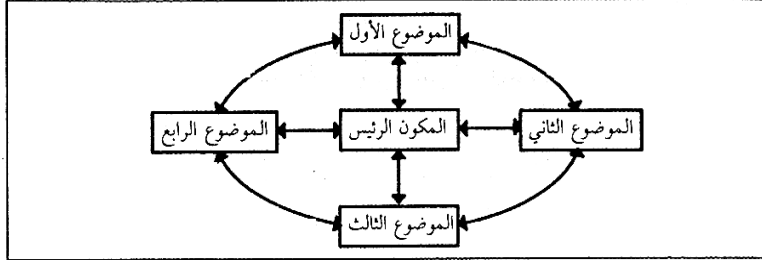 الموضوع الأول
الموضوع الثاني
المكون الرئيس
الموضوع الرابع
الموضوع الثالث